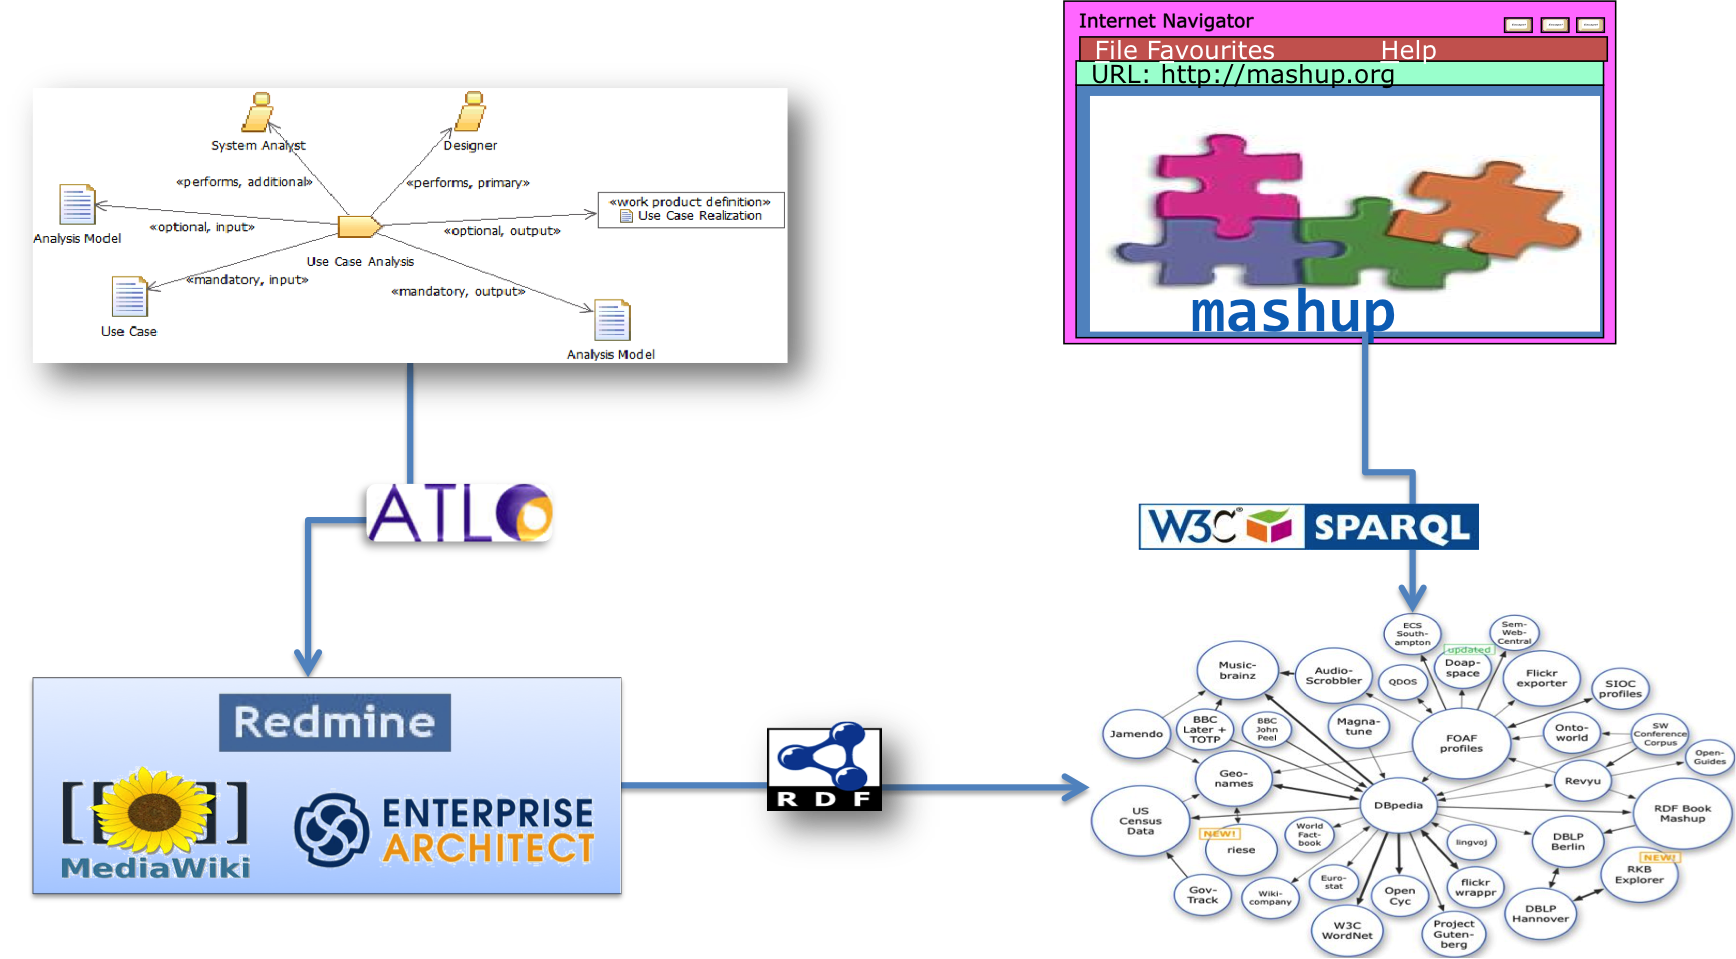 System Analyst
Designer
«performs, additional»
«performs, primary»
«work product definition»
Use Case Realization
Analysis Model
«optional, input»
«optional, output»
Use Case Analysis
«mandatory, input»
«mandatory, output»
Use Case
Analysis Model
Internet Navigator
File Favourites Help
URL: http://mashup.org
mashup
ATL
W3C® SPARQL
Redmine
[[ ]]
MediaWiki
ENTERPRISE
ARCHITECT
RDF
ECS
South-
ampton
Sem-
Web-
Central
updated
Doap-
space
Music-
brainz
Audio-
Scrobbler
QDOS
Flickr
exporter
SIOC
profiles
Jamendo
BBC
Later +
TOTP
BBC
John
Peel
Magna-
tune
FOAF
profiles
Onto-
world
SW
Conference
Corpus
Open-
Guides
Geo-
names
DBpedia
Revyu
US
Census
Data
RDF Book
Mashup
NEW!
riese
World
Fact-
book
lingvoj
DBLP
Berlin
NEW!
RKB
Explorer
Gov-
Track
Wiki-
company
Euro-
stat
Open
Cyc
flickr
wrappr
W3C
WordNet
Project
Guten-
berg
DBLP
Hannover